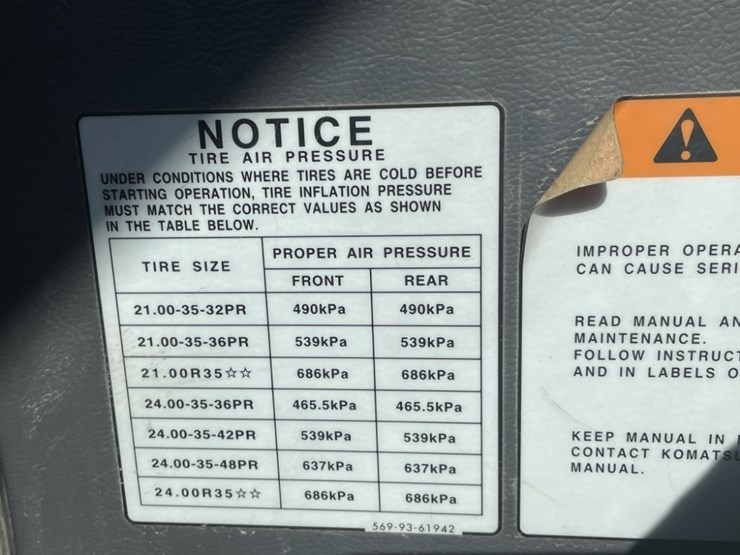 NOTICE
TIRE AIR PRESSURE
UNDER CONDITIONS WHERE TIRES ARE COLD BEFORE
STARTING OPERATION, TIRE INFLATION PRESSURE
MUST MATCH THE CORRECT VALUES AS SHOWN
IN THE TABLE BELOW.
TIRE SIZE PROPER AIR PRESSURE
FRONT REAR
21.00-35-32PR 490kPa 490kPa
21.00-35-36PR 539kPa 539kPa
21.00R35☆☆ 686kPa 686kPa
24.00-35-36PR 465.5kPa 465.5kPa
24.00-35-42PR 539kPa 539kPa
24.00-35-48PR 637kPa 637kPa
24.00R35☆☆ 686kPa 686kPa
569-93-61942
IMPROPER OPERA
CAN CAUSE SERI
READ MANUAL AN
MAINTENANCE.
FOLLOW INSTRUCT
AND IN LABELS O
KEEP MANUAL IN
CONTACT KOMATSU
MANUAL.